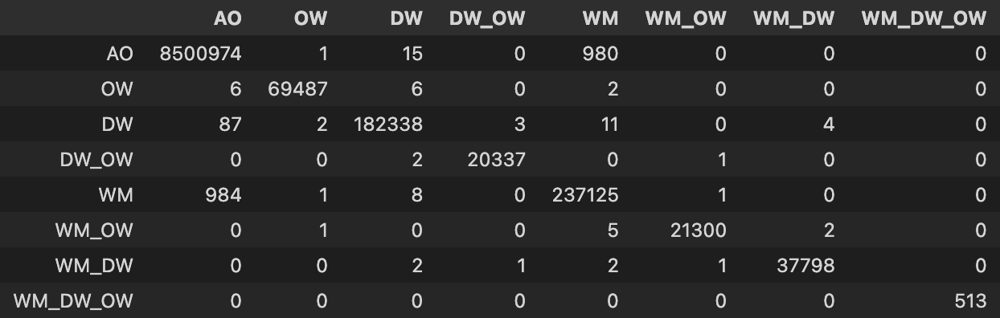 AO OW DW DW_OW WM WM_OW WM_DW WM_DW_OW
AO 8500974 1 15 0 980 0 0 0
OW 6 69487 6 0 2 0 0 0
DW 87 2 182338 3 11 0 4 0
DW_OW 0 0 2 20337 0 1 0 0
WM 984 1 8 0 237125 1 0 0
WM_OW 0 1 0 0 5 21300 2 0
WM_DW 0 0 2 1 2 1 37798 0
WM_DW_OW 0 0 0 0 0 0 0 513